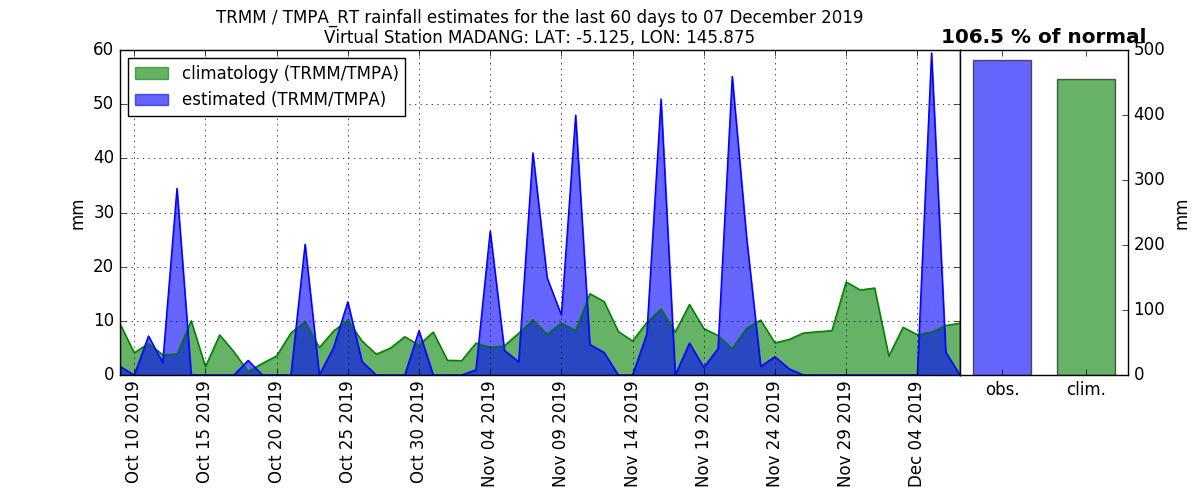 TRMM / TMPA_RT rainfall estimates for the last 60 days to 07 December 2019
Virtual Station MADANG: LAT: -5.125, LON: 145.875
106.5 % of normal
climatology (TRMM/TMPA)
estimated (TRMM/TMPA)
mm
60
50
40
30
20
10
0
Oct 10 2019
Oct 15 2019
Oct 20 2019
Oct 25 2019
Oct 30 2019
Nov 04 2019
Nov 09 2019
Nov 14 2019
Nov 19 2019
Nov 24 2019
Nov 29 2019
Dec 04 2019
obs.
clim.
500
400
300
200
100
0
mm